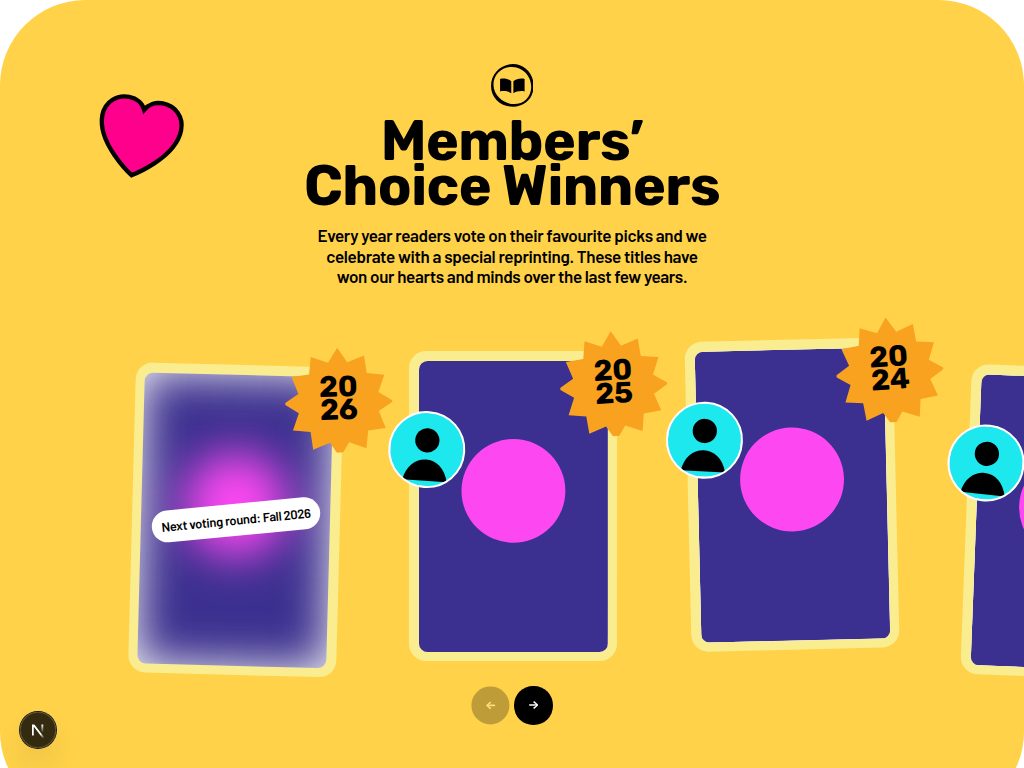 Members’
Choice Winners
Every year readers vote on their favourite picks and we
celebrate with a special reprinting. These titles have
won our hearts and minds over the last few years.
20
26
20
25
20
24
Next voting round: Fall 2026
N